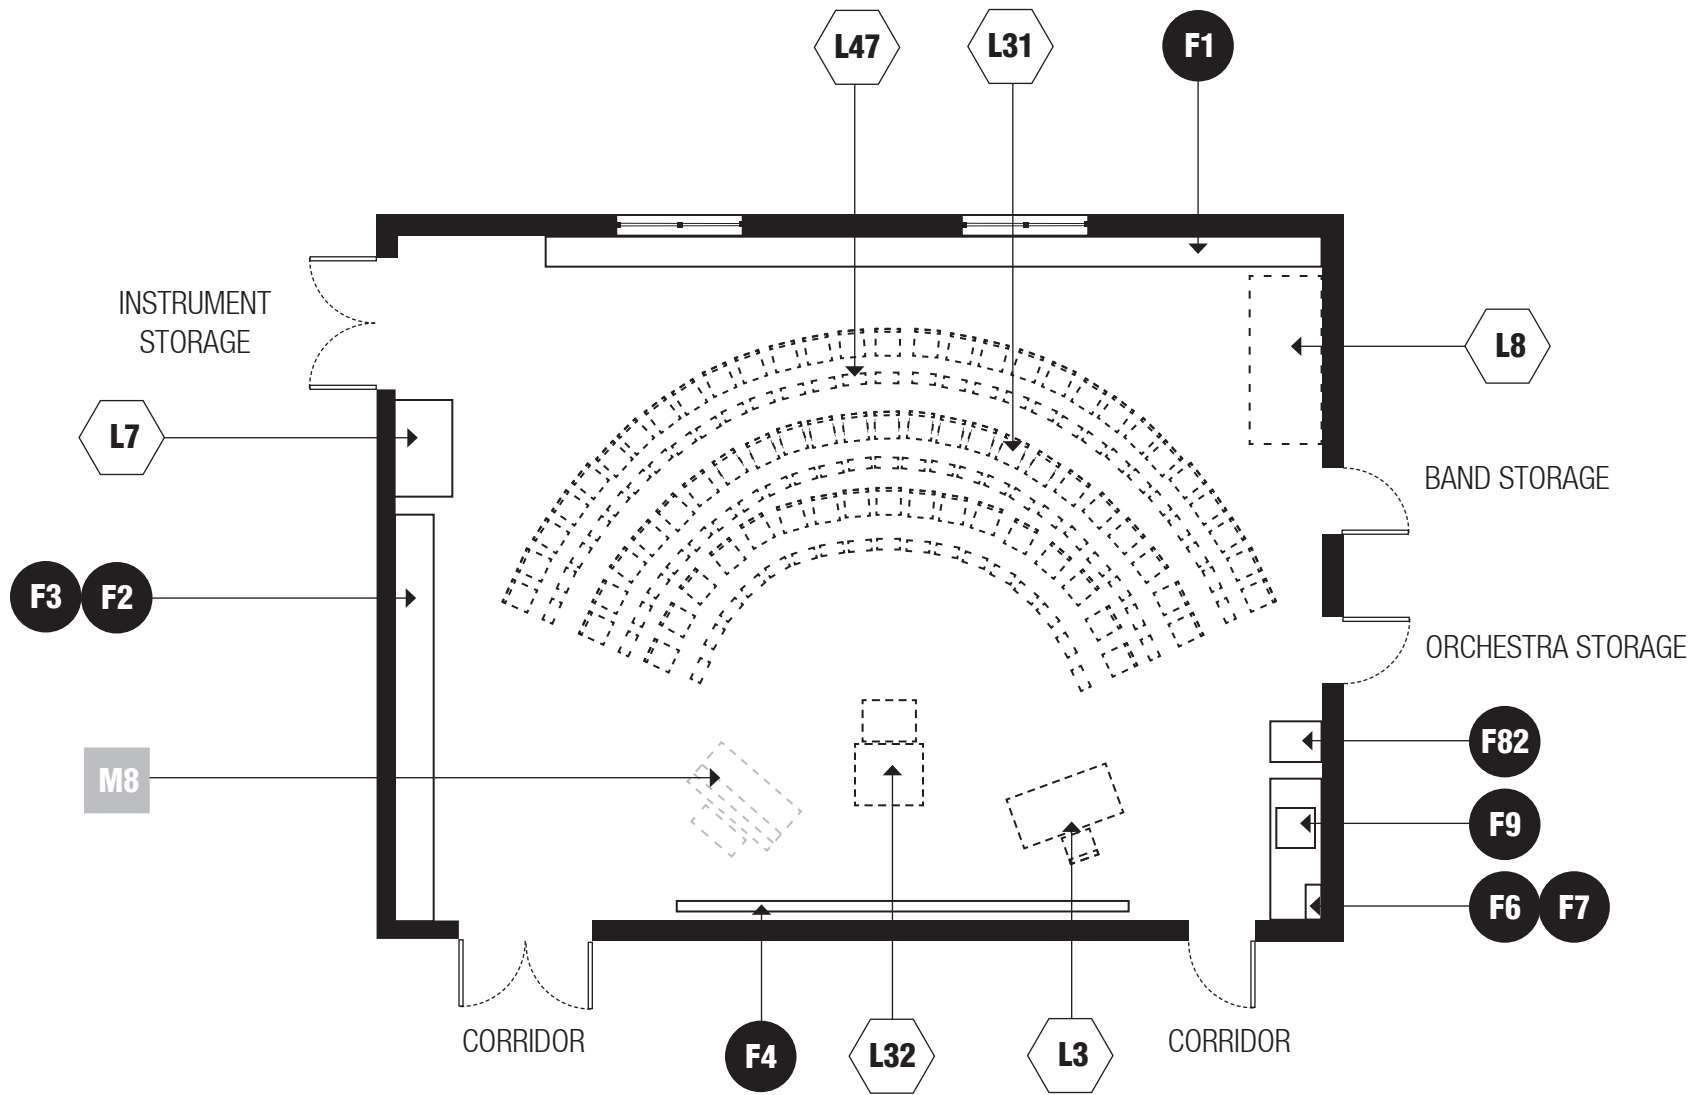 L47
L31
F1
INSTRUMENT
STORAGE
L8
L7
BAND STORAGE
F3
F2
ORCHESTRA STORAGE
F82
M8
F9
F6
F7
CORRIDOR
CORRIDOR
F4
L32
L3